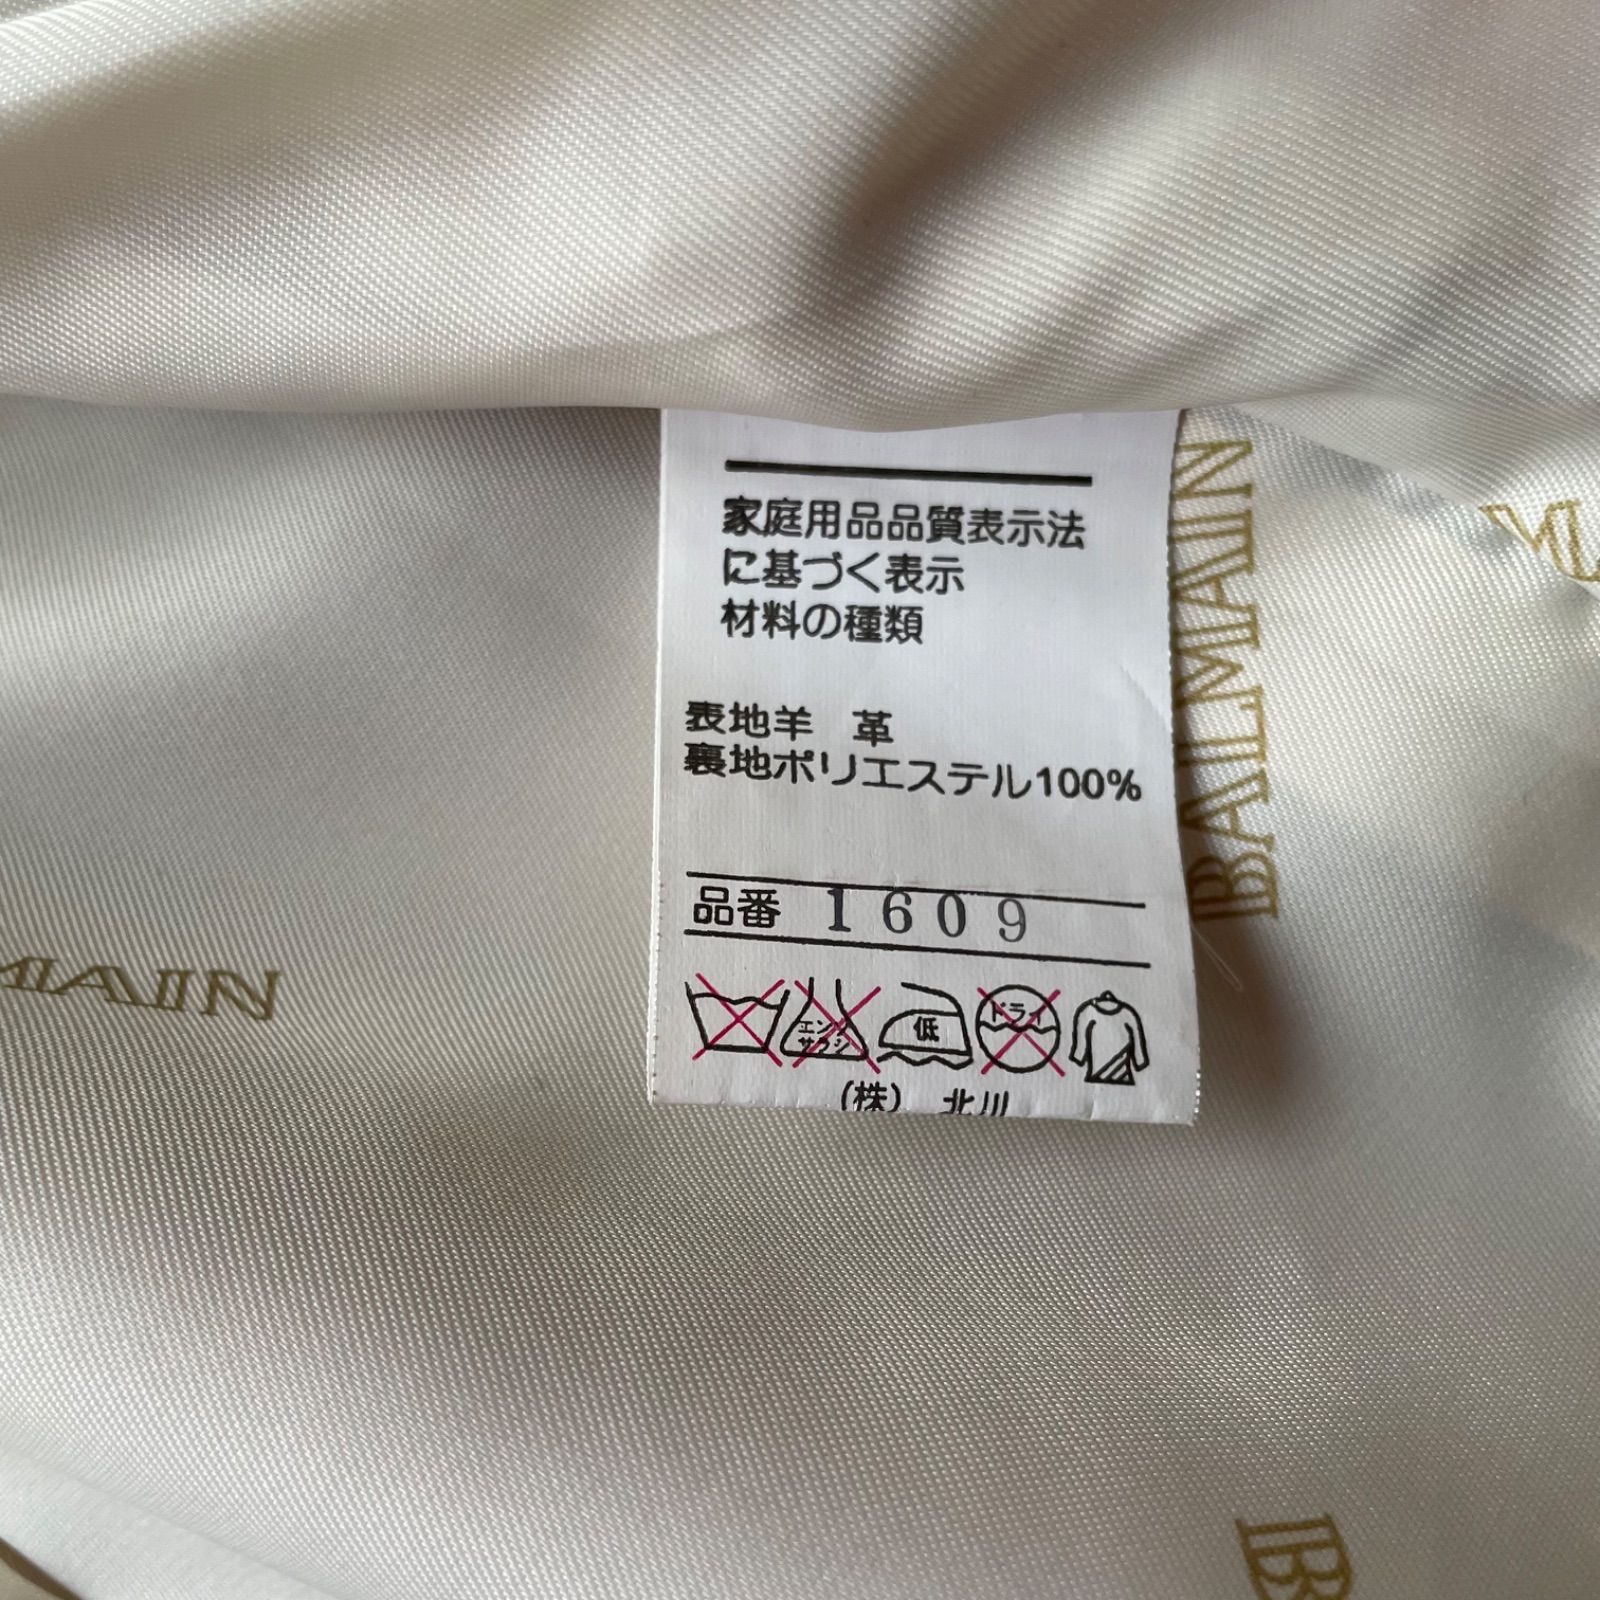 家庭用品品質表示法
に基づく表示
材料の種類
表地羊 革
裏地ポリエステル100%
品番 1609
エンソ
サラシ
低
ドライ
(株) 北川
BALMAIN
MAIN
B